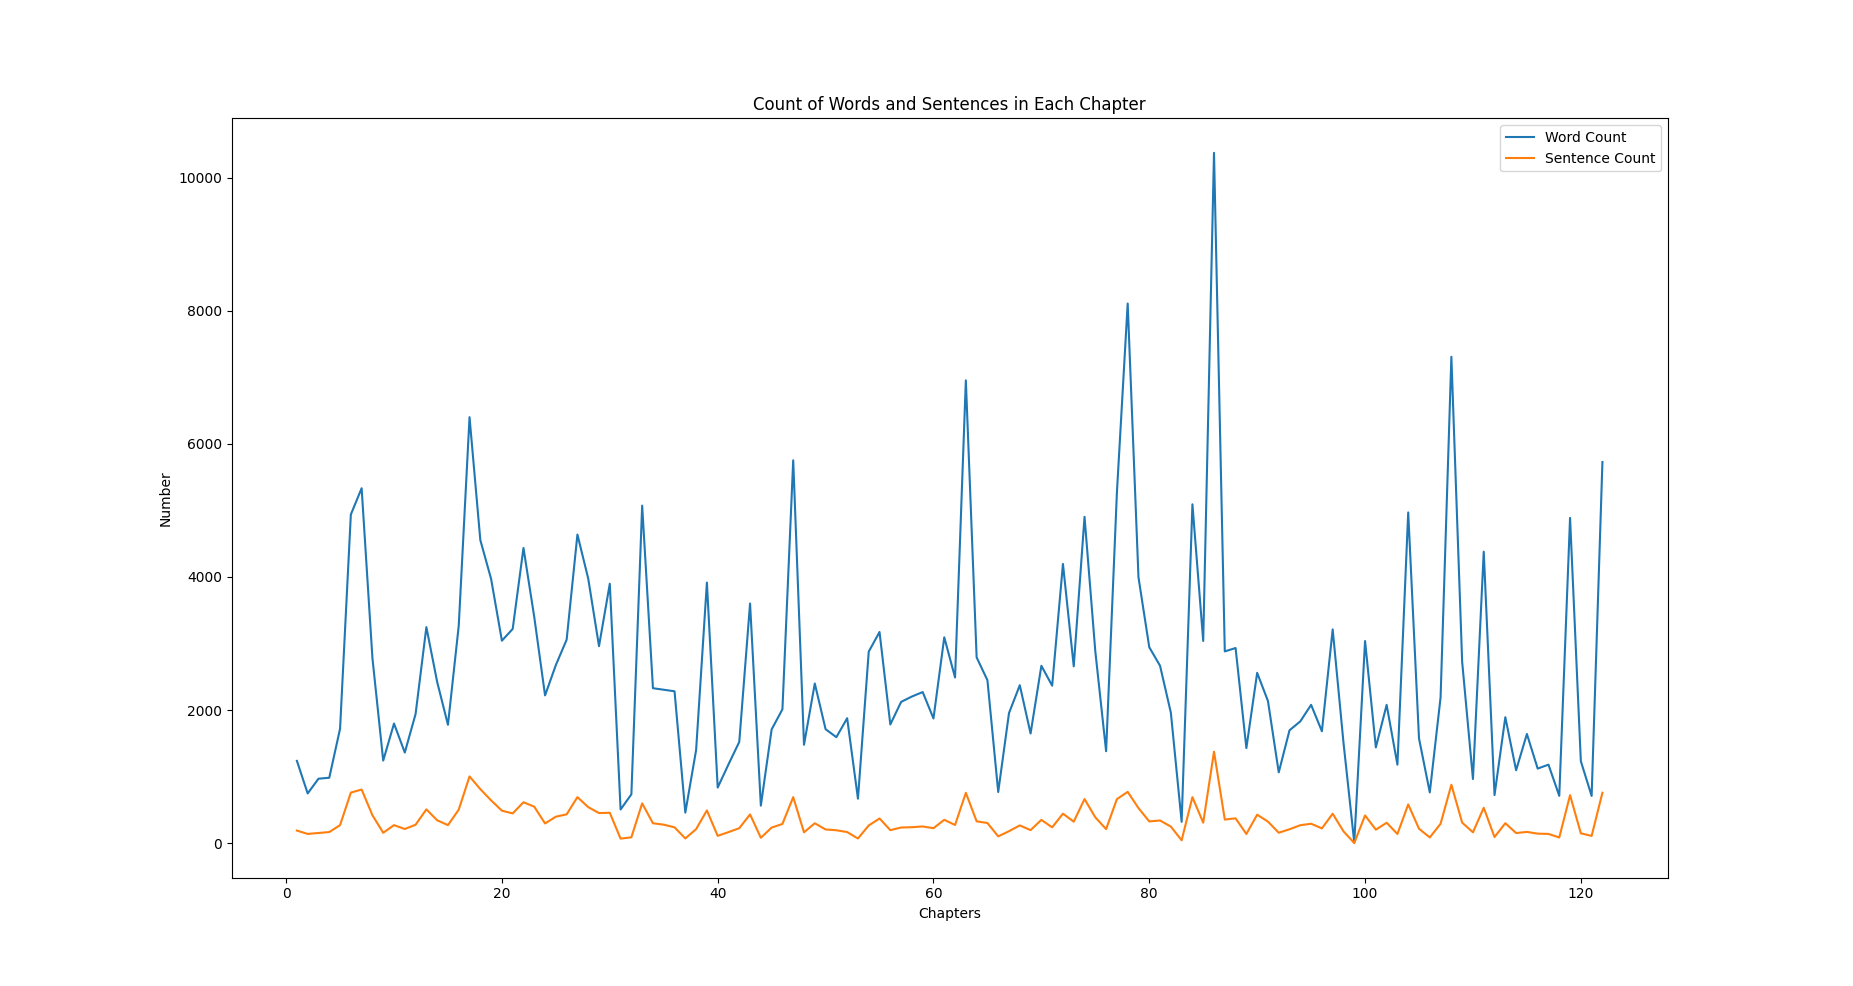 Count of Words and Sentences in Each Chapter
Word Count
Sentence Count
10000
8000
6000
4000
2000
0
Number
0 20 40 60 80 100 120
Chapters